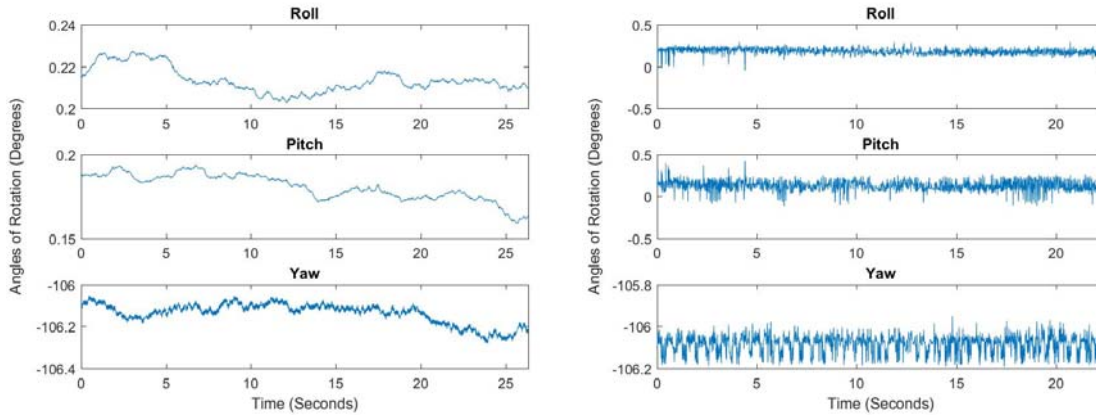 Roll
0.24
0.22
0.2
0 5 10 15 20 25
Pitch
0.2
0.15
0 5 10 15 20 25
Yaw
-106
-106.2
-106.4
0 5 10 15 20 25
Time (Seconds)
Angles of Rotation (Degrees)
Roll
0.5
0
-0.5
0 5 10 15 20
Pitch
0.5
0
-0.5
0 5 10 15 20
Yaw
-105.8
-106
-106.2
0 5 10 15 20
Time (Seconds)
Angles of Rotation (Degrees)